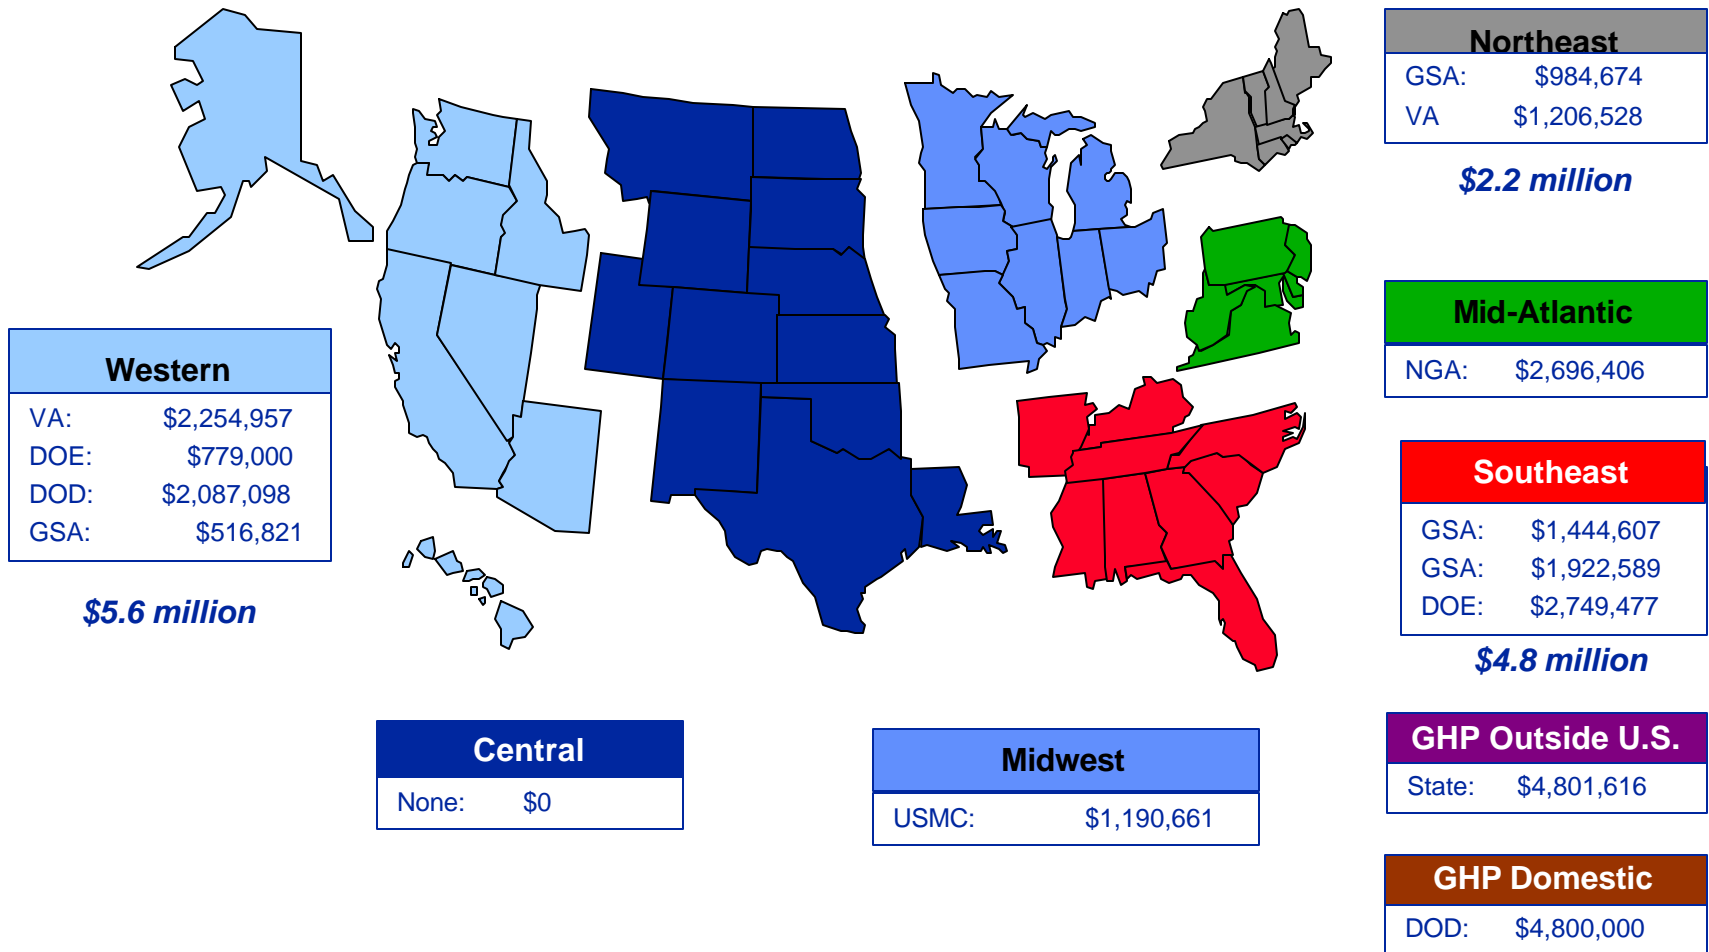 Northeast
GSA: $984,674
VA $1,206,528
$2.2 million
Mid-Atlantic
NGA: $2,696,406
Western
VA: $2,254,957
DOE: $779,000
DOD: $2,087,098
GSA: $516,821
$5.6 million
Southeast
GSA: $1,444,607
GSA: $1,922,589
DOE: $2,749,477
$4.8 million
Central
None: $0
Midwest
USMC: $1,190,661
GHP Outside U.S.
State: $4,801,616
GHP Domestic
DOD: $4,800,000